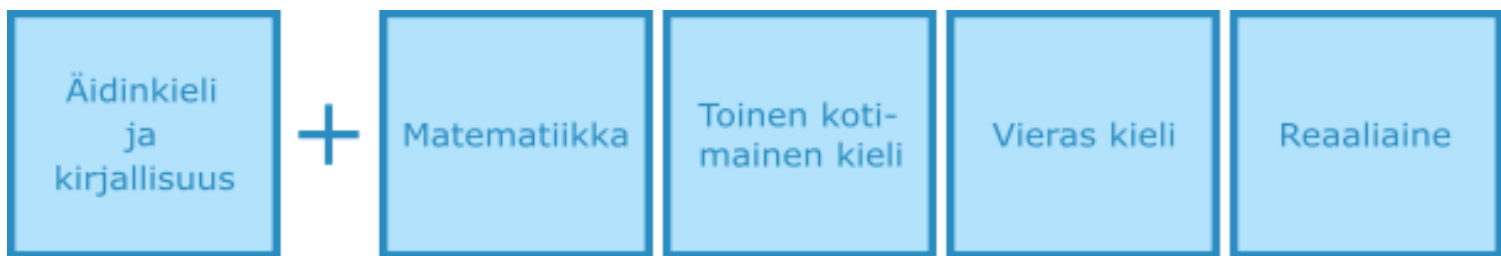 Äidinkieli
ja
kirjallisuus
+
Matematiikka
Toinen koti-
mainen kieli
Vieras kieli
Reaaliaine